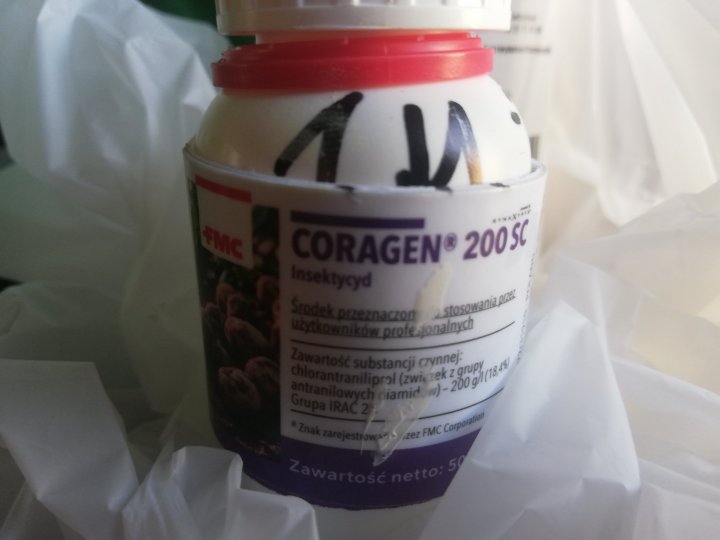 FMC
CORAGEN® 200 SC
Insektycyd
Środek przeznaczony stosowania przez
użytkowników profesjonalnych
Zawartość substancji czynnej:
chlorantraniliprol (związek z grupy
antranilowych diamidów) – 200 g/l (18,4%)
Grupa IRAC
* Znak zarejestrowany przez FMC Corporation
Zawartość netto: